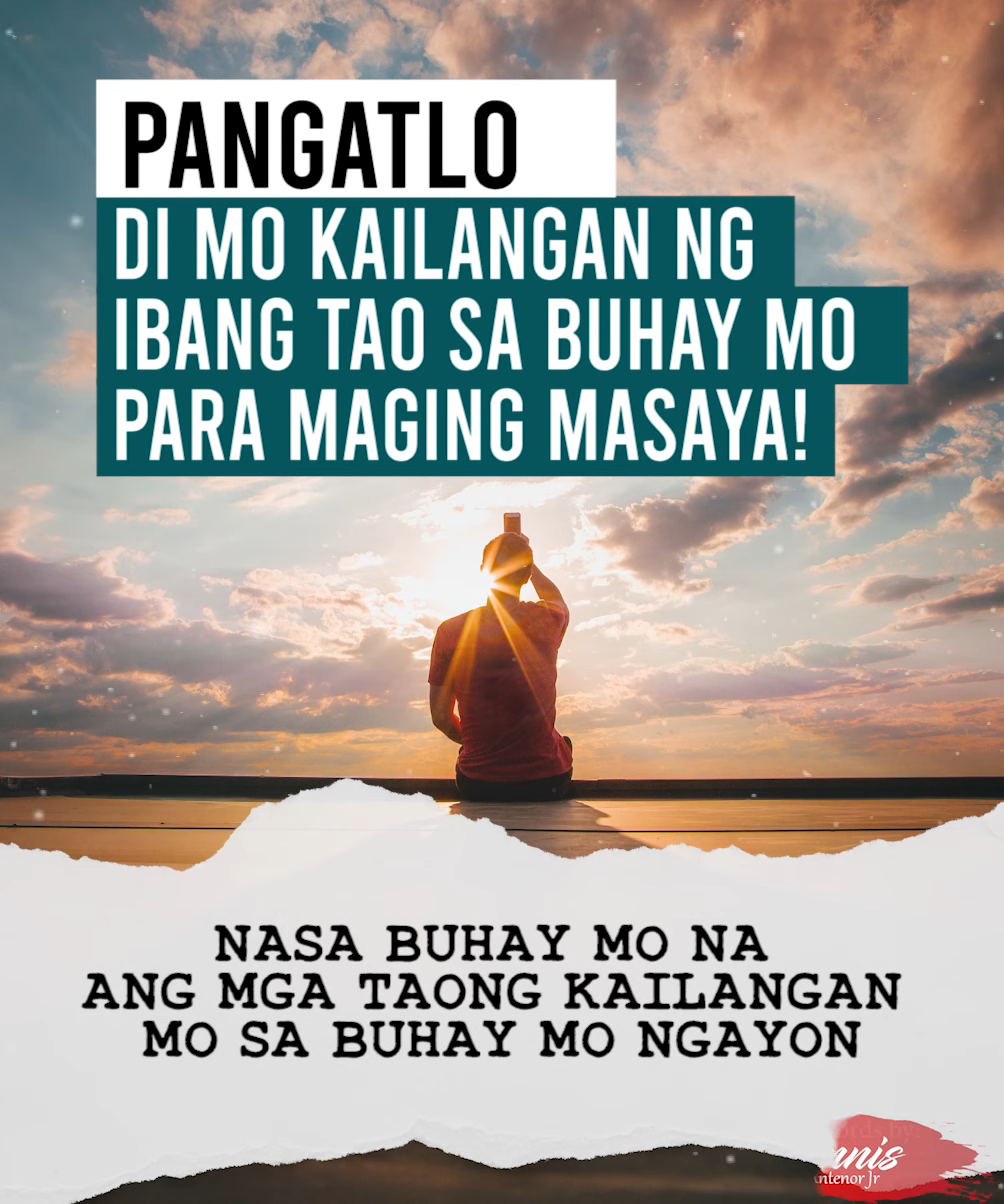 PANGATLO
DI MO KAILANGAN NG
IBANG TAO SA BUHAY MO
PARA MAGING MASAYA!
NASA BUHAY MO NA
ANG MGA TAONG KAILANGAN
MO SA BUHAY MO NGAYON
Jr